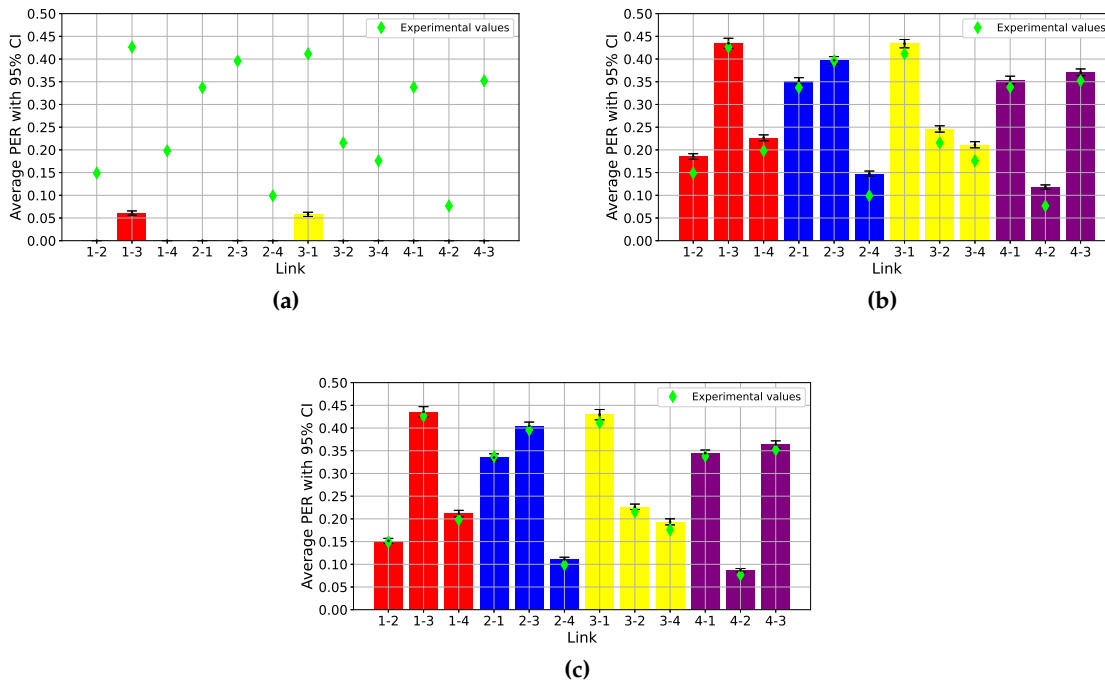 0.50
0.45
0.40
0.35
0.30
0.25
0.20
0.15
0.10
0.05
0.00
Average PER with 95% CI
Experimental values
1-2 1-3 1-4 2-1 2-3 2-4 3-1 3-2 3-4 4-1 4-2 4-3
Link
(a)
0.50
0.45
0.40
0.35
0.30
0.25
0.20
0.15
0.10
0.05
0.00
Average PER with 95% CI
Experimental values
1-2 1-3 1-4 2-1 2-3 2-4 3-1 3-2 3-4 4-1 4-2 4-3
Link
(b)
0.50
0.45
0.40
0.35
0.30
0.25
0.20
0.15
0.10
0.05
0.00
Average PER with 95% CI
Experimental values
1-2 1-3 1-4 2-1 2-3 2-4 3-1 3-2 3-4 4-1 4-2 4-3
Link
(c)